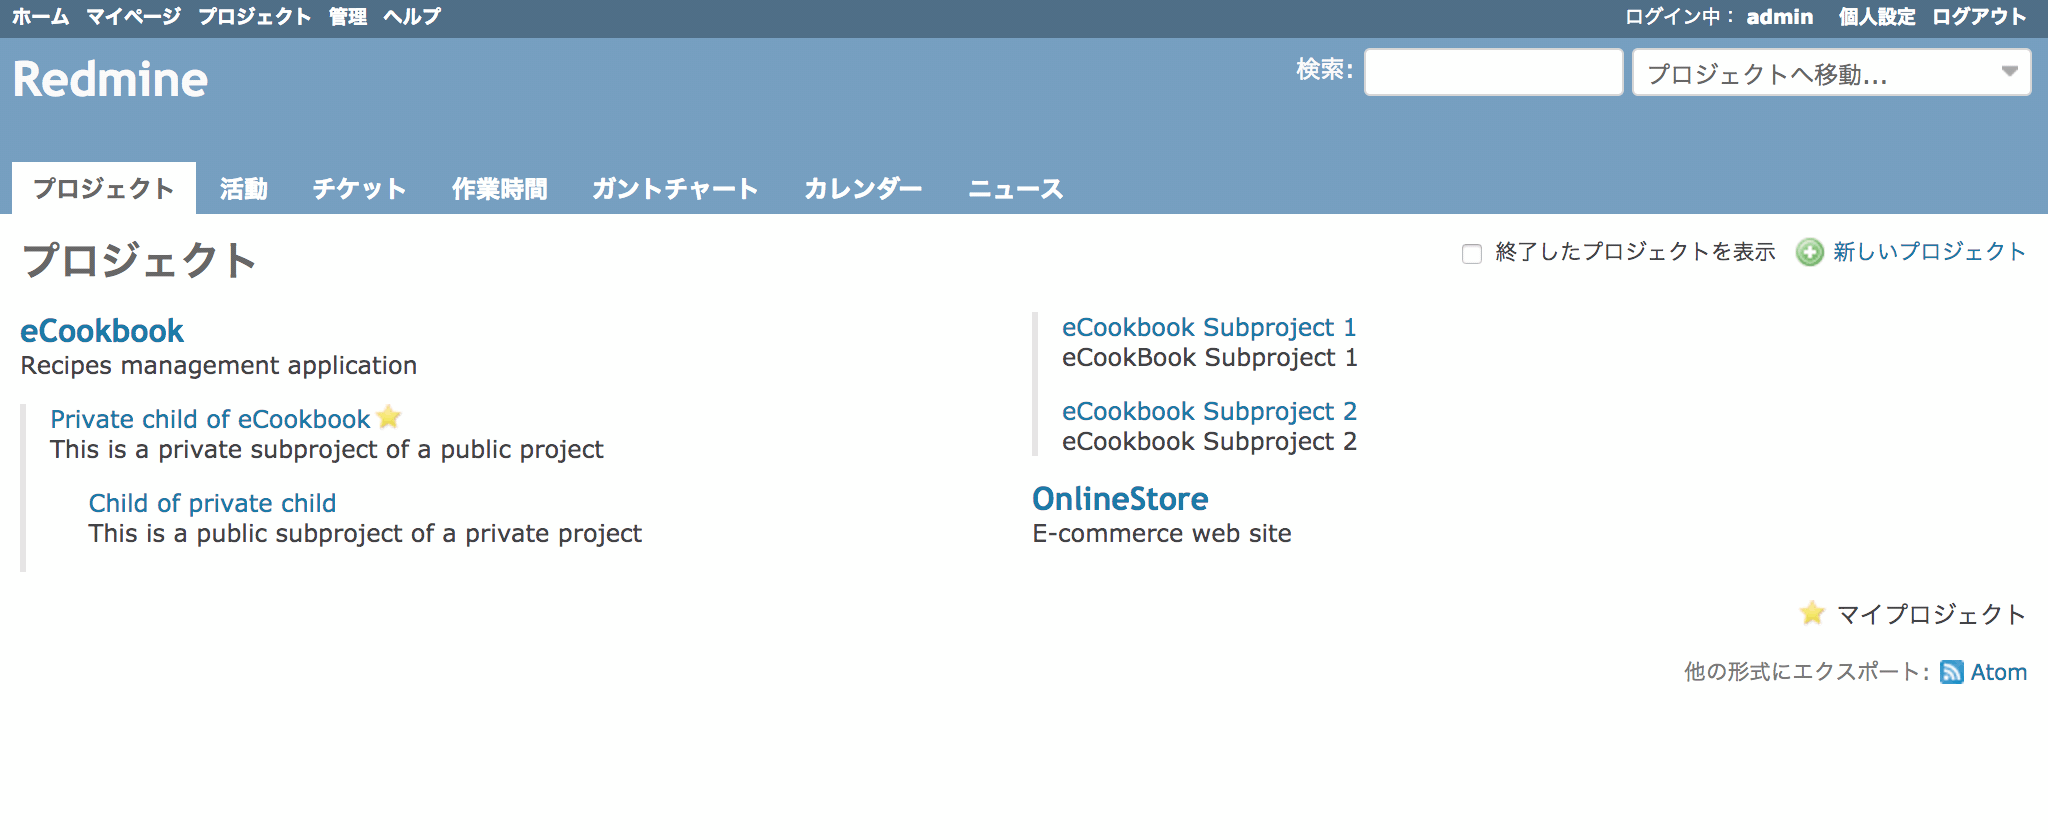 ホーム マイページ プロジェクト 管理 ヘルプ
ログイン中： admin 個人設定 ログアウト
Redmine
検索:
プロジェクトへ移動...
プロジェクト 活動 チケット 作業時間 ガントチャート カレンダー ニュース
プロジェクト
終了したプロジェクトを表示 新しいプロジェクト
eCookbook
Recipes management application
Private child of eCookbook
This is a private subproject of a public project
Child of private child
This is a public subproject of a private project
eCookbook Subproject 1
eCookBook Subproject 1
eCookbook Subproject 2
eCookbook Subproject 2
OnlineStore
E-commerce web site
マイプロジェクト
他の形式にエクスポート: Atom